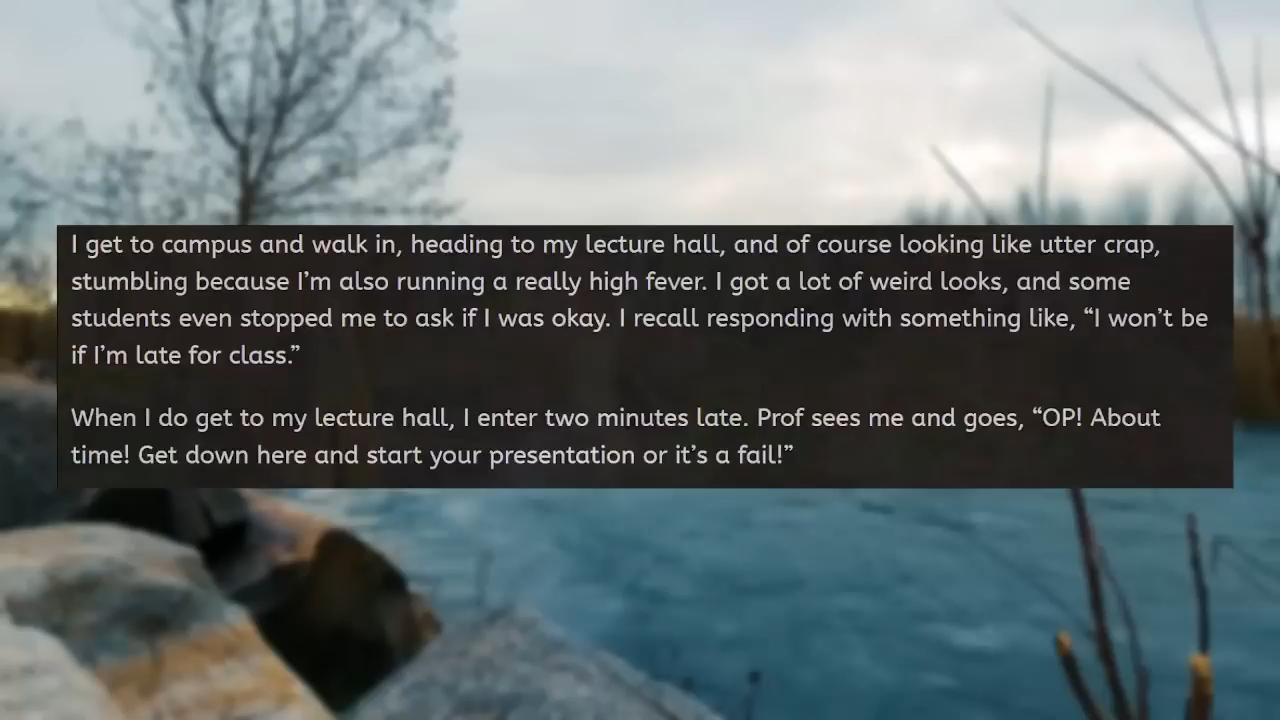 I get to campus and walk in, heading to my lecture hall, and of course looking like utter crap,
stumbling because I’m also running a really high fever. I got a lot of weird looks, and some
students even stopped me to ask if I was okay. I recall responding with something like, “I won’t be
if I’m late for class.”
When I do get to my lecture hall, I enter two minutes late. Prof sees me and goes, “OP! About
time! Get down here and start your presentation or it’s a fail!”